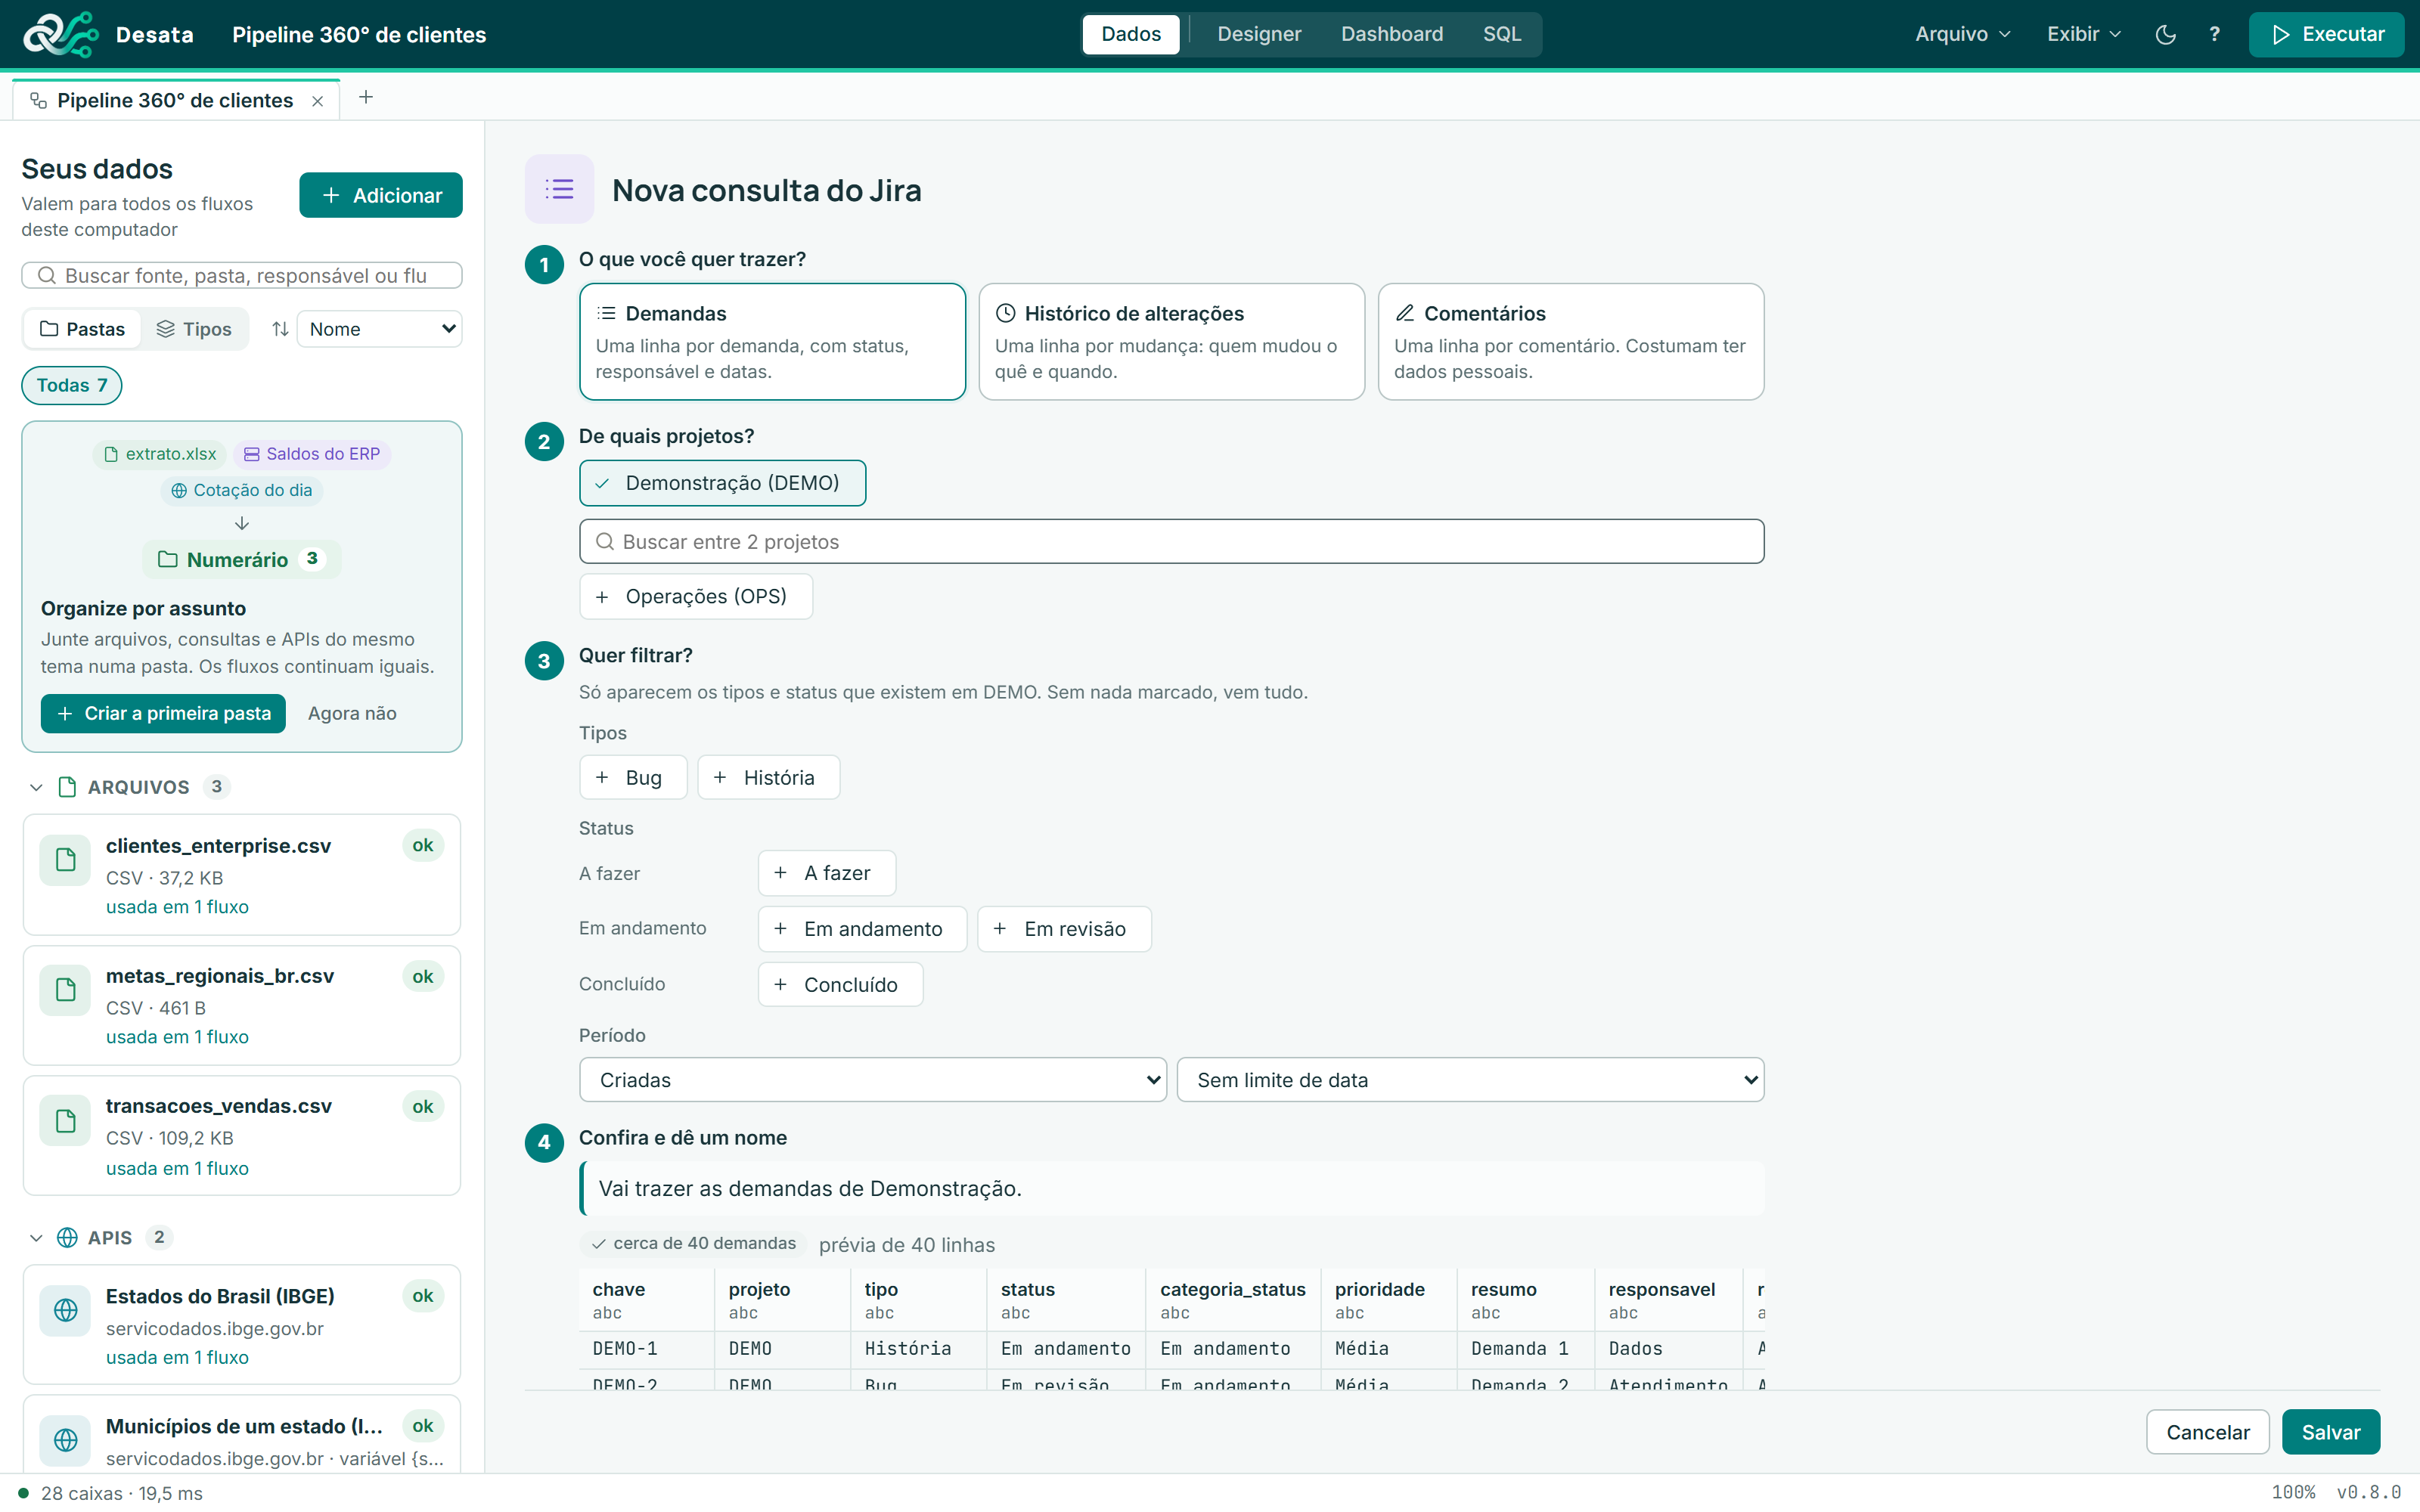 Desata
Pipeline 360° de clientes
Dados
Designer
Dashboard
SQL
Arquivo
Exibir
?
Executar
Pipeline 360° de clientes
Seus dados
Valem para todos os fluxos
deste computador
Adicionar
Buscar fonte, pasta, responsável ou flu
Pastas
Tipos
Nome
Todas 7
extrato.xlsx
Saldos do ERP
Cotação do dia
Numerário 3
Organize por assunto
Junte arquivos, consultas e APIs do mesmo
tema numa pasta. Os fluxos continuam iguais.
Criar a primeira pasta
Agora não
ARQUIVOS 3
clientes_enterprise.csv ok
CSV · 37,2 KB
usada em 1 fluxo
metas_regionais_br.csv ok
CSV · 461 B
usada em 1 fluxo
transacoes_vendas.csv ok
CSV · 109,2 KB
usada em 1 fluxo
APIS 2
Estados do Brasil (IBGE) ok
servicodados.ibge.gov.br
usada em 1 fluxo
Municípios de um estado (I... ok
servicodados.ibge.gov.br · variável {s...
Nova consulta do Jira
1 O que você quer trazer?
Demandas
Uma linha por demanda, com status,
responsável e datas.
Histórico de alterações
Uma linha por mudança: quem mudou o
quê e quando.
Comentários
Uma linha por comentário. Costumam ter
dados pessoais.
2 De quais projetos?
Demonstração (DEMO)
Buscar entre 2 projetos
Operações (OPS)
3 Quer filtrar?
Só aparecem os tipos e status que existem em DEMO. Sem nada marcado, vem tudo.
Tipos
Bug
História
Status
A fazer
A fazer
Em andamento
Em andamento
Em revisão
Concluído
Concluído
Período
Criadas
Sem limite de data
4 Confira e dê um nome
Vai trazer as demandas de Demonstração.
cerca de 40 demandas
prévia de 40 linhas
chave projeto tipo status categoria_status prioridade resumo responsavel r
abc abc abc abc abc abc abc abc a
DEMO-1 DEMO História Em andamento Em andamento Média Demanda 1 Dados A
DEMO-2 DEMO Bug Em revisão Em andamento Média Demanda 2 Atendimento A
Cancelar
Salvar
28 caixas · 19,5 ms
100% v0.8.0